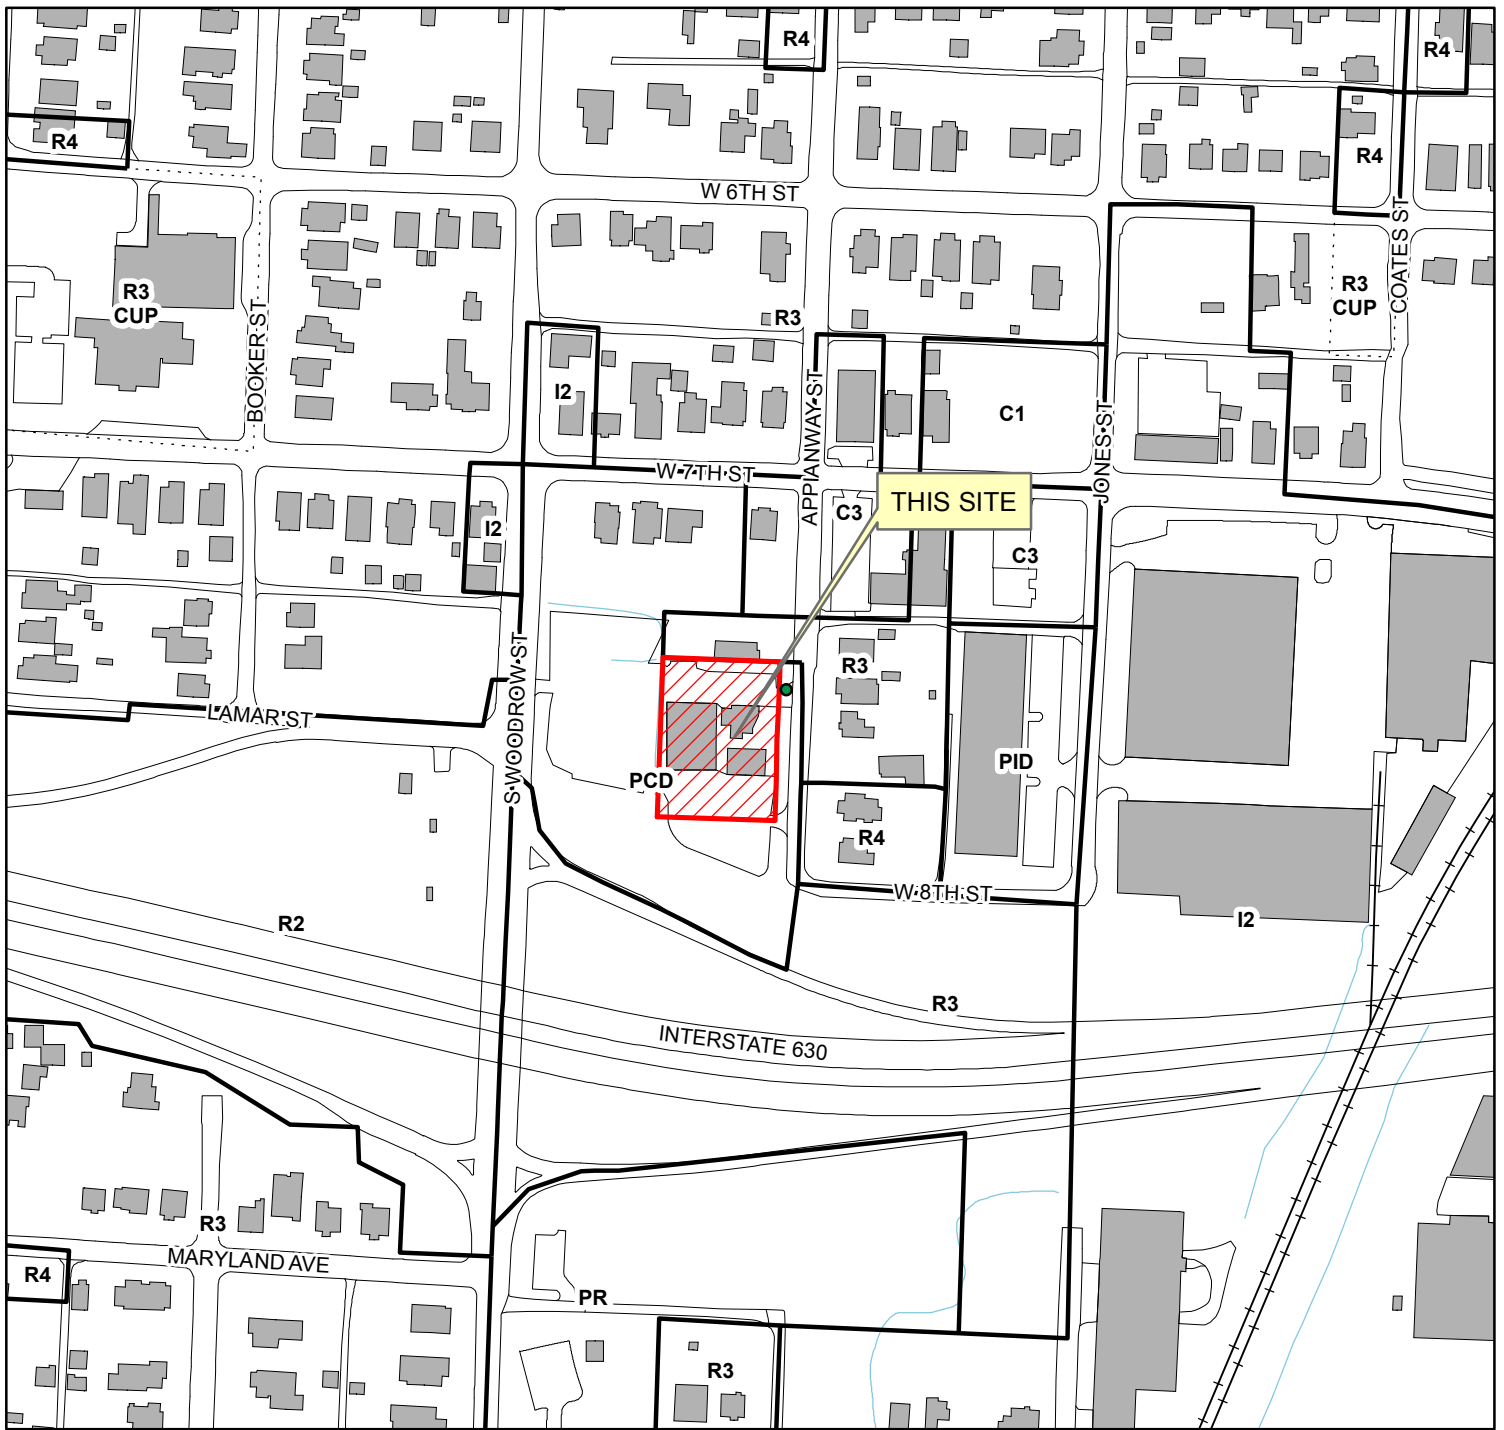 R4
R4
R4
R4
W 6TH ST
COATES ST
R3
CUP
R3
CUP
R3
BOOKER ST
I2
APPIANWAY ST
C1
JONES ST
W 7TH ST
THIS SITE
C3
I2
C3
S WOODROW ST
R3
LAMAR ST
PCD
PID
R4
W 8TH ST
I2
R2
R3
INTERSTATE 630
R3
MARYLAND AVE
R4
PR
R3